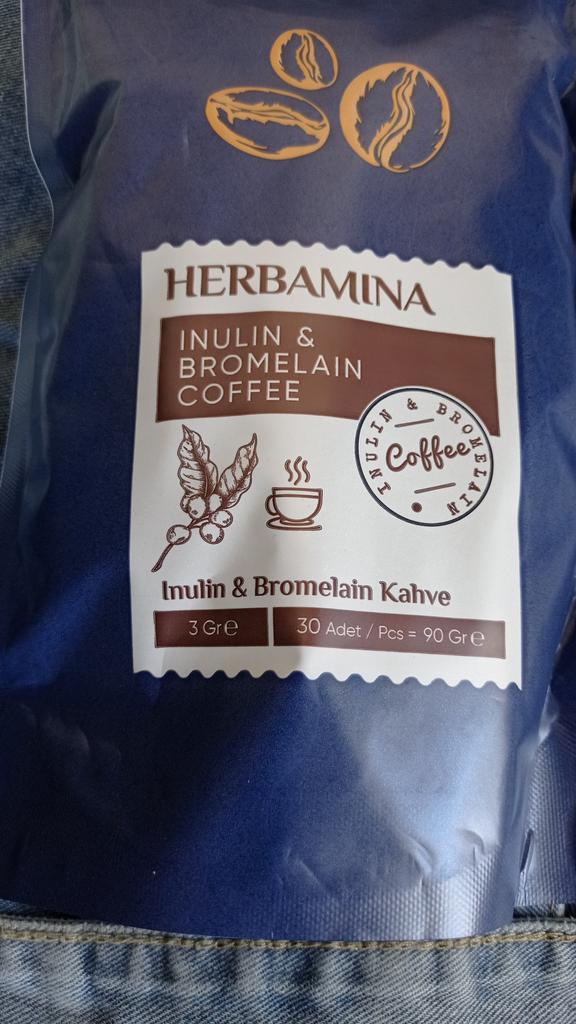 HERBAMINA
INULIN &
BROMELAIN
COFFEE
INULIN & BROMELAIN
Coffee
Inulin & Bromelain Kahve
3 Gr e
30 Adet / Pcs = 90 Gr e